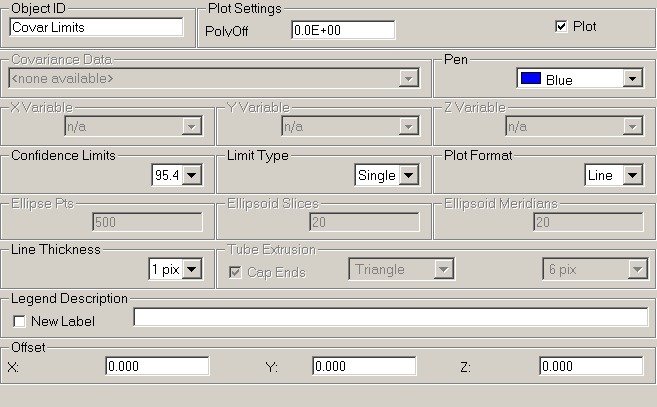 Object ID
Plot Settings
Covar Limits
PolyOff
0.0E+00
Plot
Covariance Data
Pen
<none available>
Blue
X Variable
Y Variable
Z Variable
n/a
n/a
n/a
Confidence Limits
Limit Type
Plot Format
95.4
Single
Line
Ellipse Pts
Ellipsoid Slices
Ellipsoid Meridians
500
20
20
Line Thickness
Tube Extrusion
1 pix
Cap Ends
Triangle
6 pix
Legend Description
New Label
Offset
X:
0.000
Y:
0.000
Z:
0.000